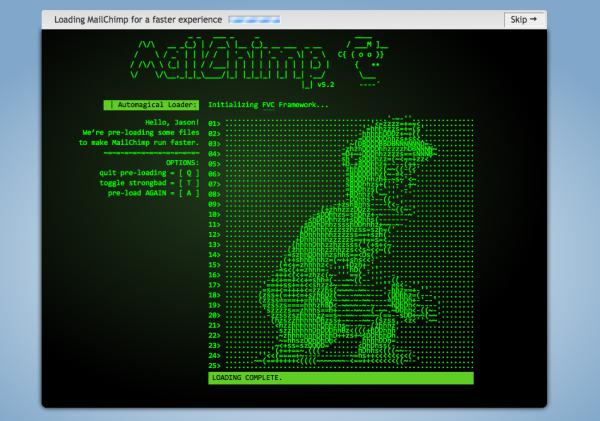 Loading MailChimp for a faster experience
Skip →
MailChimp
v5.2
| Automagical Loader:
Initializing FVC Framework...
Hello, Jason!
We're pre-loading some files
to make MailChimp run faster.
OPTIONS:
quit pre-loading = [ Q ]
toggle strongbad = [ T ]
pre-load AGAIN = [ A ]
01>
02>
03>
04>
05>
06>
07>
08>
09>
10>
11>
12>
13>
14>
15>
16>
17>
18>
19>
20>
21>
22>
23>
24>
25>
LOADING COMPLETE.